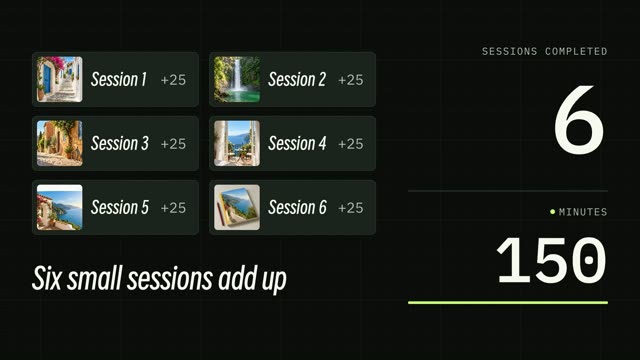 Session 1 +25
Session 2 +25
Session 3 +25
Session 4 +25
Session 5 +25
Session 6 +25
Six small sessions add up
SESSIONS COMPLETED
6
MINUTES
150